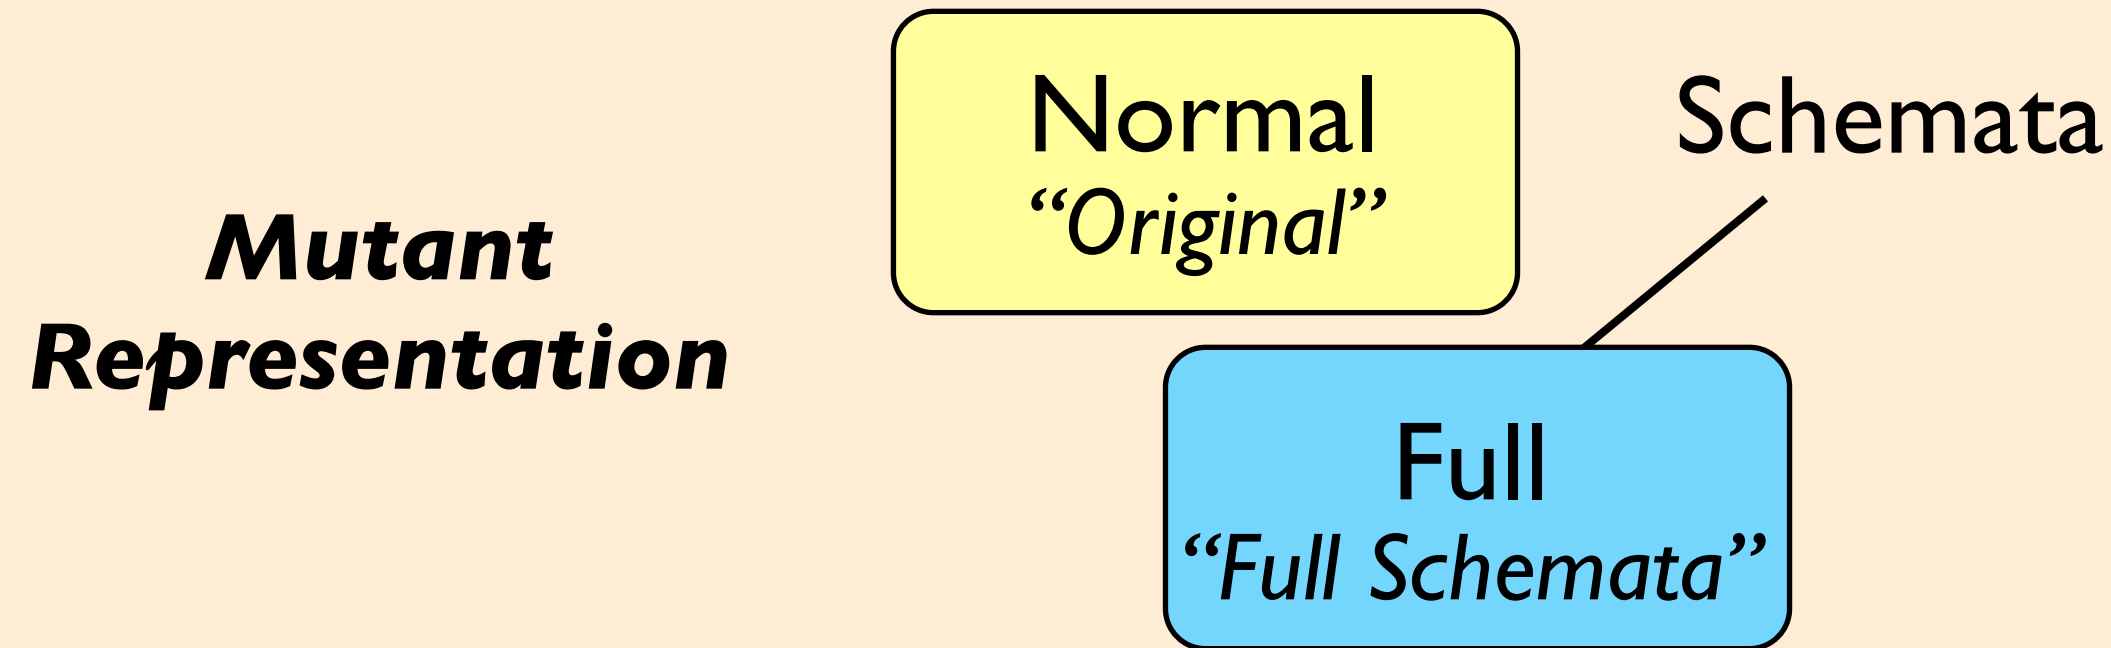 Mutant
Representation
Normal
“Original”
Schemata
Full
“Full Schemata”